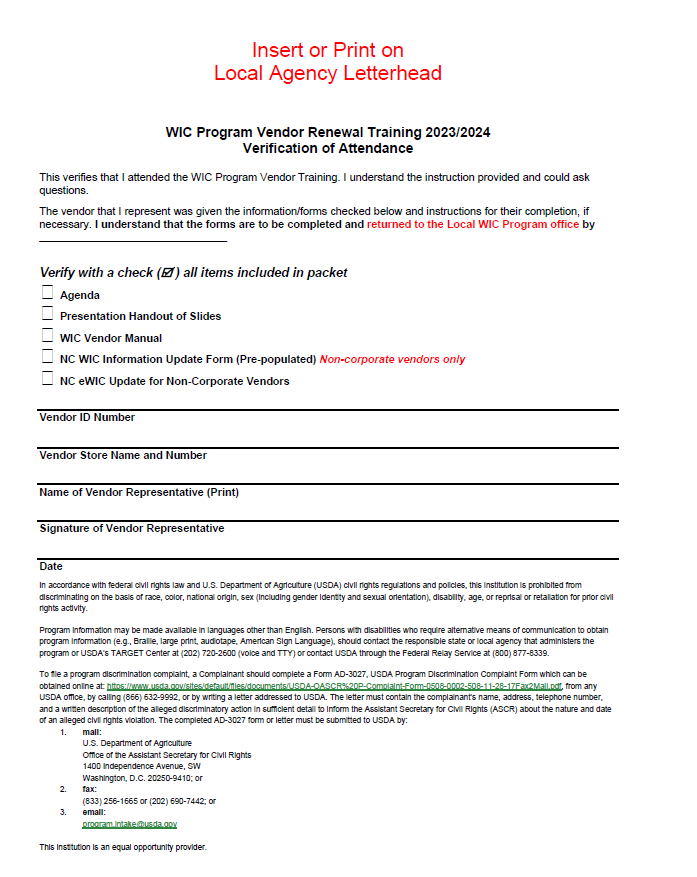 Insert or Print on
Local Agency Letterhead
WIC Program Vendor Renewal Training 2023/2024
Verification of Attendance
This verifies that I attended the WIC Program Vendor Training. I understand the instruction provided and could ask
questions.
The vendor that I represent was given the information/forms checked below and instructions for their completion, if
necessary. I understand that the forms are to be completed and returned to the Local WIC Program office by
Verify with a check (☑) all items included in packet
☐ Agenda
☐ Presentation Handout of Slides
☐ WIC Vendor Manual
☐ NC WIC Information Update Form (Pre-populated) Non-corporate vendors only
☐ NC eWIC Update for Non-Corporate Vendors
Vendor ID Number
Vendor Store Name and Number
Name of Vendor Representative (Print)
Signature of Vendor Representative
Date
In accordance with federal civil rights law and U.S. Department of Agriculture (USDA) civil rights regulations and policies, this institution is prohibited from
discriminating on the basis of race, color, national origin, sex (including gender identity and sexual orientation), disability, age, or reprisal or retaliation for prior civil
rights activity.
Program information may be made available in languages other than English. Persons with disabilities who require alternative means of communication to obtain
program information (e.g., Braille, large print, audiotape, American Sign Language), should contact the responsible state or local agency that administers the
program or USDA's TARGET Center at (202) 720-2600 (voice and TTY) or contact USDA through the Federal Relay Service at (800) 877-8339.
To file a program discrimination complaint, a Complainant should complete a Form AD-3027, USDA Program Discrimination Complaint Form which can be
obtained online at: https://www.usda.gov/sites/default/files/documents/USDA-OASCR%20P-Complaint-Form-0508-0002-508-11-28-17Fax2Mail.pdf, from any
USDA office, by calling (866) 632-9992, or by writing a letter addressed to USDA. The letter must contain the complainant's name, address, telephone number,
and a written description of the alleged discriminatory action in sufficient detail to inform the Assistant Secretary for Civil Rights (ASCR) about the nature and date
of an alleged civil rights violation. The completed AD-3027 form or letter must be submitted to USDA by:
1. mail:
U.S. Department of Agriculture
Office of the Assistant Secretary for Civil Rights
1400 Independence Avenue, SW
Washington, D.C. 20250-9410; or
2. fax:
(833) 256-1665 or (202) 690-7442; or
3. email:
program.intake@usda.gov
This institution is an equal opportunity provider.